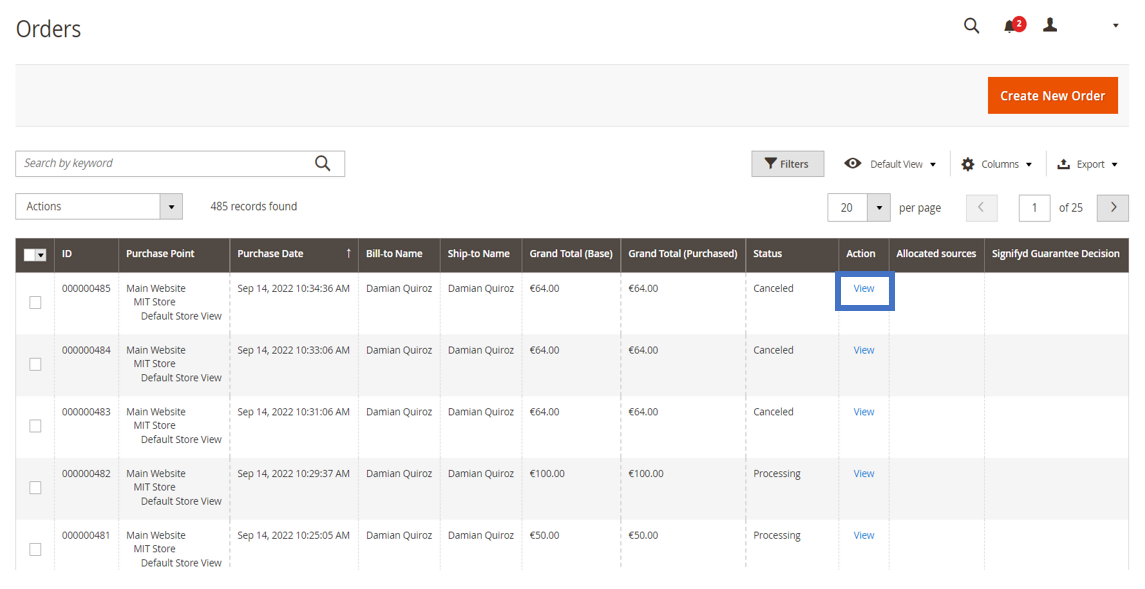 Orders
2
Create New Order
Search by keyword
Filters
Default View
Columns
Export
Actions
485 records found
20
per page
1
of 25
ID Purchase Point Purchase Date ↑ Bill-to Name Ship-to Name Grand Total (Base) Grand Total (Purchased) Status Action Allocated sources Signifyd Guarantee Decision
000000485 Main Website Sep 14, 2022 10:34:36 AM Damian Quiroz Damian Quiroz €64.00 €64.00 Canceled View
MIT Store
Default Store View
000000484 Main Website Sep 14, 2022 10:33:06 AM Damian Quiroz Damian Quiroz €64.00 €64.00 Canceled View
MIT Store
Default Store View
000000483 Main Website Sep 14, 2022 10:31:06 AM Damian Quiroz Damian Quiroz €64.00 €64.00 Canceled View
MIT Store
Default Store View
000000482 Main Website Sep 14, 2022 10:29:37 AM Damian Quiroz Damian Quiroz €100.00 €100.00 Processing View
MIT Store
Default Store View
000000481 Main Website Sep 14, 2022 10:25:05 AM Damian Quiroz Damian Quiroz €50.00 €50.00 Processing View
MIT Store
Default Store View